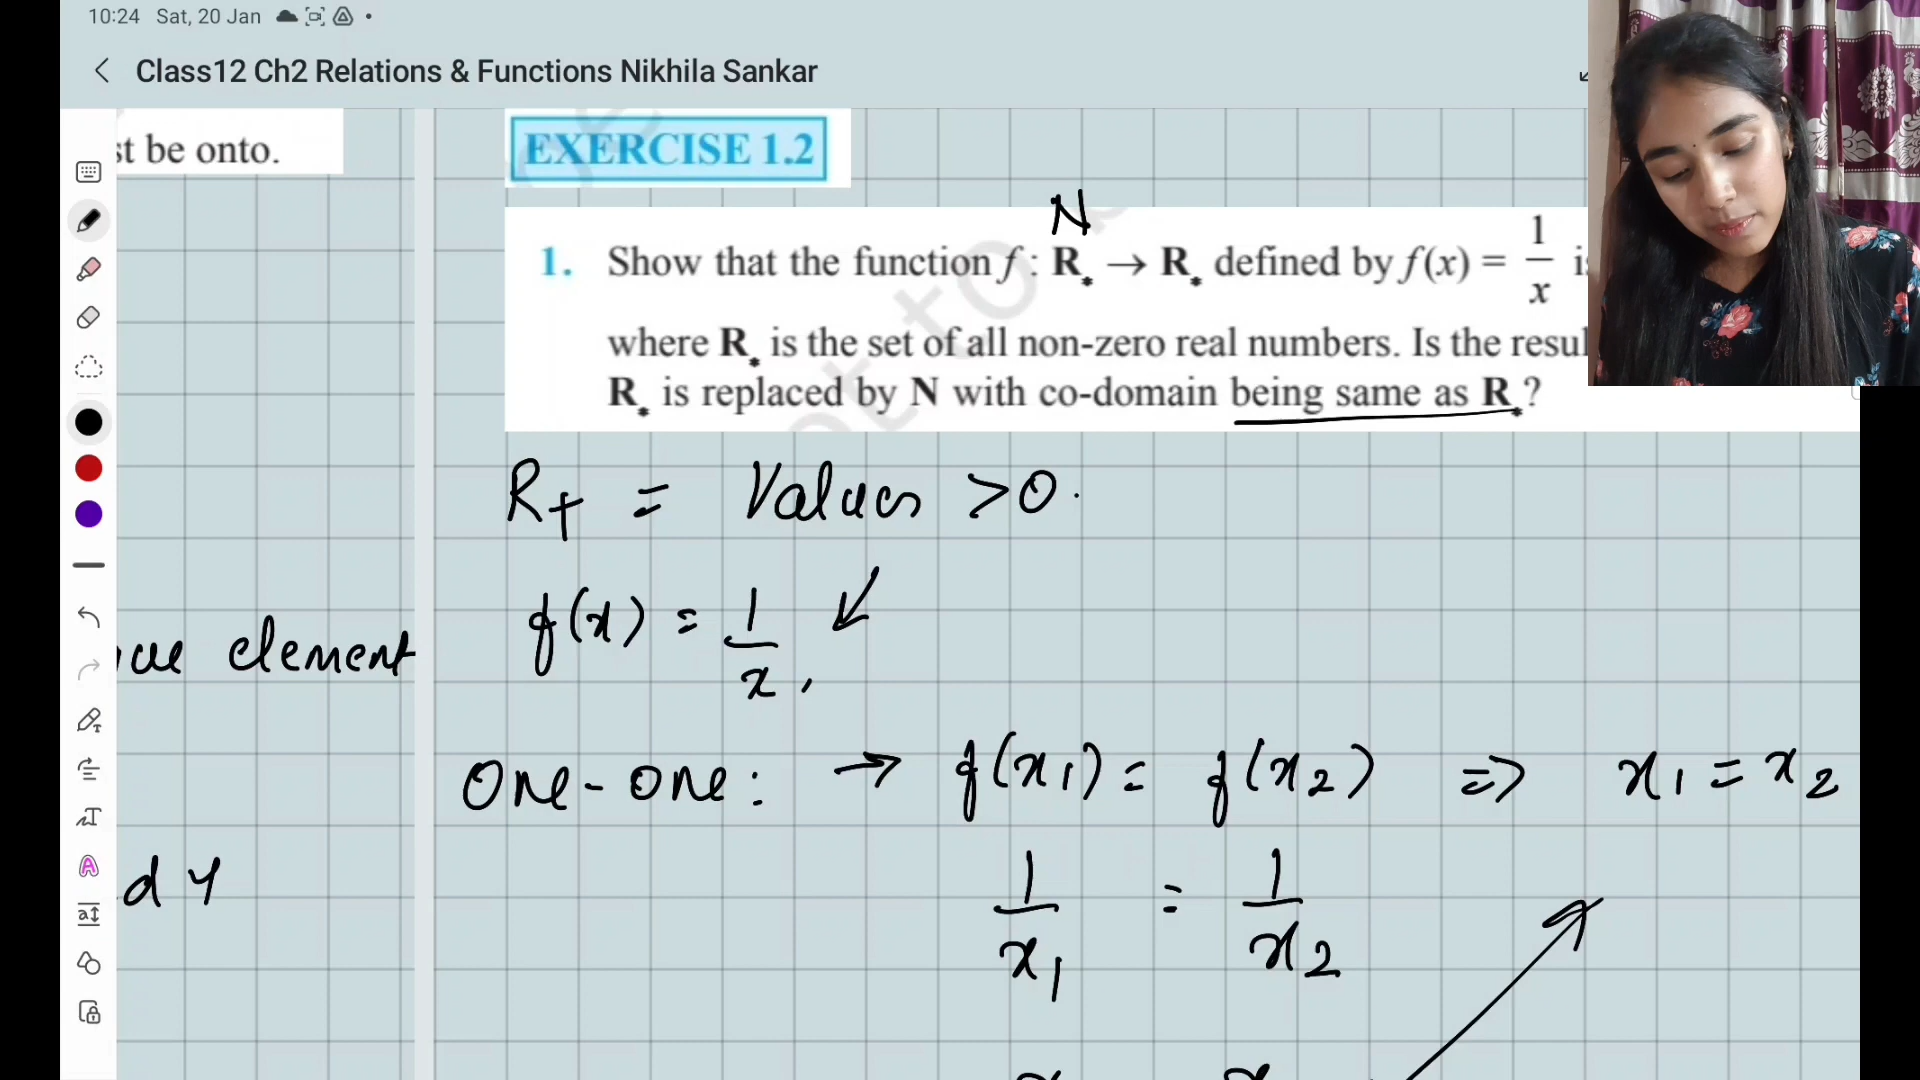 10:24 Sat, 20 Jan
Class12 Ch2 Relations & Functions Nikhila Sankar
st be onto.
EXERCISE 1.2
N
1. Show that the function f : R* → R* defined by f(x) = 1/x
where R* is the set of all non-zero real numbers. Is the resul
R* is replaced by N with co-domain being same as R*?
R+ = Values >0.
f(x) = 1/x,
ue element
One-one: → f(x1) = f(x2) => x1 = x2
d y
1/x1 = 1/x2